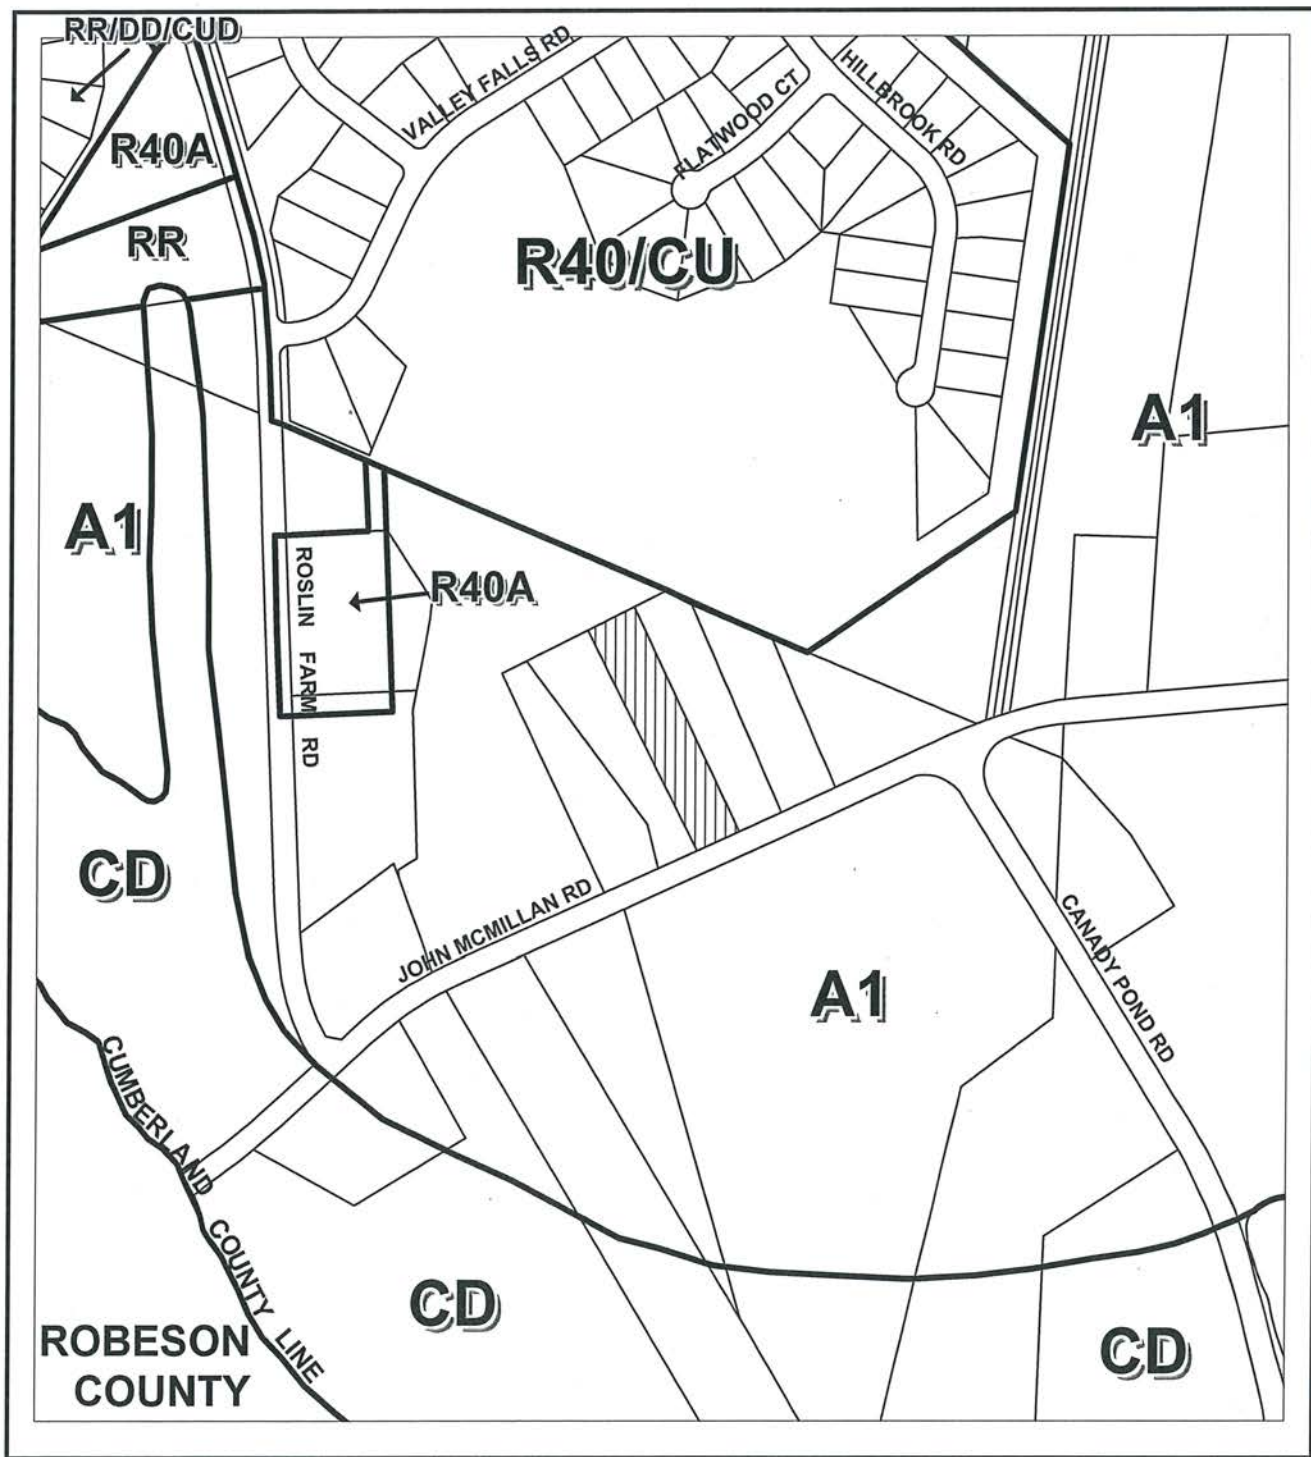 RR/DD/CUD
VALLEY FALLS RD
FLATWOOD CT
HILLBROOK RD
R40A
RR
R40/CU
A1
A1
ROSLIN FARM RD
R40A
CD
JOHN MCMILLAN RD
A1
CANADY POND RD
CUMBERLAND COUNTY LINE
CD
CD
ROBESON
COUNTY